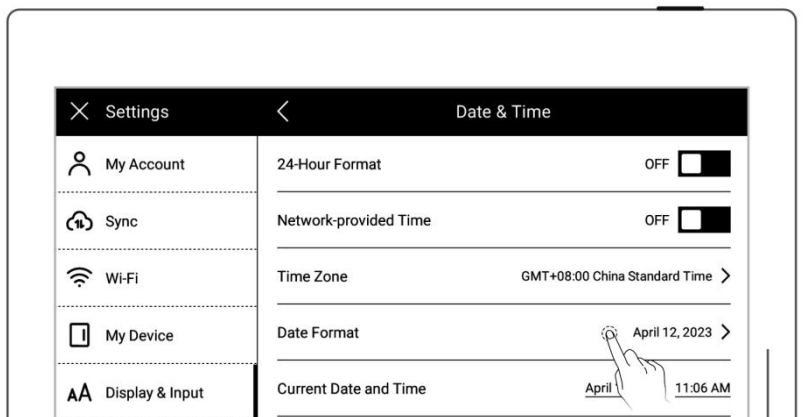 Settings
Date & Time
My Account
24-Hour Format
OFF
Sync
Network-provided Time
OFF
Wi-Fi
Time Zone
GMT+08:00 China Standard Time
My Device
Date Format
April 12, 2023
Display & Input
Current Date and Time
April
11:06 AM